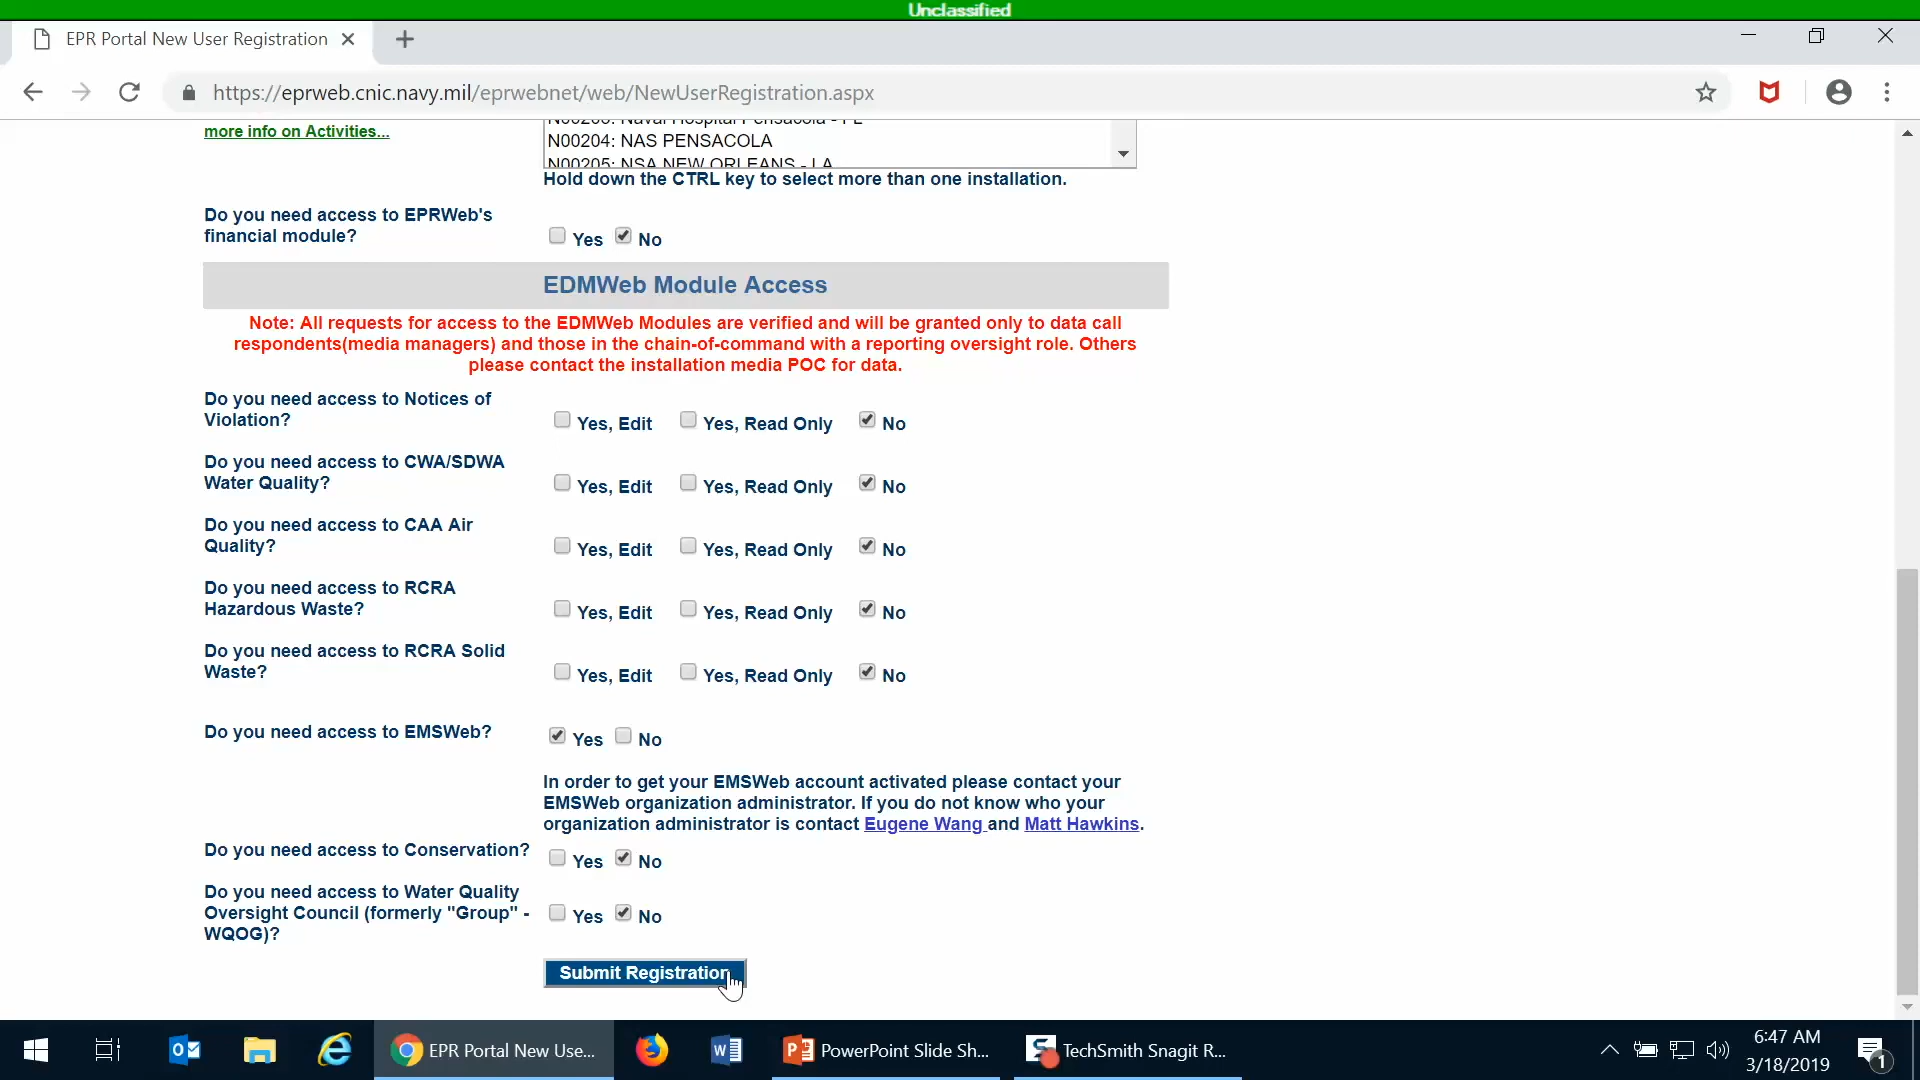 Unclassified
EPR Portal New User Registration
https://eprweb.cnic.navy.mil/eprwebnet/web/NewUserRegistration.aspx
more info on Activities...
N00203: Naval Hospital Pensacola - FL
N00204: NAS PENSACOLA
N00205: NSA NEW ORLEANS - LA
Hold down the CTRL key to select more than one installation.
Do you need access to EPRWeb's
financial module?
Yes No
EDMWeb Module Access
Note: All requests for access to the EDMWeb Modules are verified and will be granted only to data call
respondents(media managers) and those in the chain-of-command with a reporting oversight role. Others
please contact the installation media POC for data.
Do you need access to Notices of
Violation?
Yes, Edit Yes, Read Only No
Do you need access to CWA/SDWA
Water Quality?
Yes, Edit Yes, Read Only No
Do you need access to CAA Air
Quality?
Yes, Edit Yes, Read Only No
Do you need access to RCRA
Hazardous Waste?
Yes, Edit Yes, Read Only No
Do you need access to RCRA Solid
Waste?
Yes, Edit Yes, Read Only No
Do you need access to EMSWeb?
Yes No
In order to get your EMSWeb account activated please contact your
EMSWeb organization administrator. If you do not know who your
organization administrator is contact Eugene Wang and Matt Hawkins.
Do you need access to Conservation?
Yes No
Do you need access to Water Quality
Oversight Council (formerly "Group" -
WQOG)?
Yes No
Submit Registration
EPR Portal New Use...
PowerPoint Slide Sh...
TechSmith Snagit R...
6:47 AM
3/18/2019
1